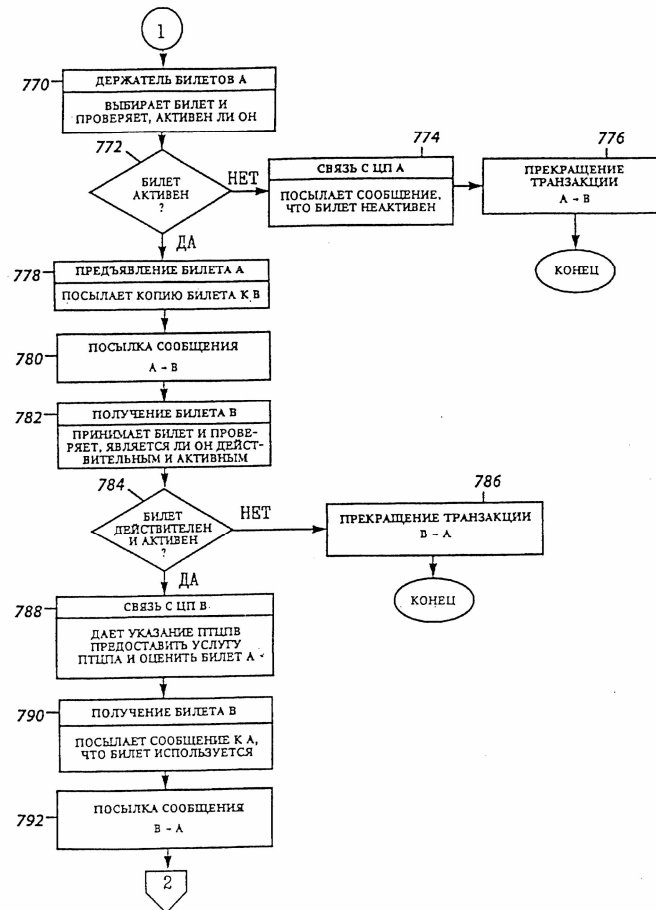 1
770
ДЕРЖАТЕЛЬ БИЛЕТОВ А
ВЫБИРАЕТ БИЛЕТ И
ПРОВЕРЯЕТ, АКТИВЕН ЛИ ОН
772
БИЛЕТ
АКТИВЕН
?
НЕТ
774
СВЯЗЬ С ЦП А
ПОСЫЛАЕТ СООБЩЕНИЕ,
ЧТО БИЛЕТ НЕАКТИВЕН
776
ПРЕКРАЩЕНИЕ
ТРАНЗАКЦИИ
А - В
КОНЕЦ
ДА
778
ПРЕДЪЯВЛЕНИЕ БИЛЕТА А
ПОСЫЛАЕТ КОПИЮ БИЛЕТА К В
780
ПОСЫЛКА СООБЩЕНИЯ
А - В
782
ПОЛУЧЕНИЕ БИЛЕТА В
ПРИНИМАЕТ БИЛЕТ И ПРОВЕ-
РЯЕТ, ЯВЛЯЕТСЯ ЛИ ОН ДЕЙСТ-
ВИТЕЛЬНЫМ И АКТИВНЫМ
784
БИЛЕТ
ДЕЙСТВИТЕЛЕН
И АКТИВЕН
?
НЕТ
786
ПРЕКРАЩЕНИЕ ТРАНЗАКЦИИ
В - А
КОНЕЦ
ДА
788
СВЯЗЬ С ЦП В
ДАЕТ УКАЗАНИЕ ПТЦПВ
ПРЕДОСТАВИТЬ УСЛУГУ
ПТЦПА И ОЦЕНИТЬ БИЛЕТ А
790
ПОЛУЧЕНИЕ БИЛЕТА В
ПОСЫЛАЕТ СООБЩЕНИЕ К А,
ЧТО БИЛЕТ ИСПОЛЬЗУЕТСЯ
792
ПОСЫЛКА СООБЩЕНИЯ
В - А
2